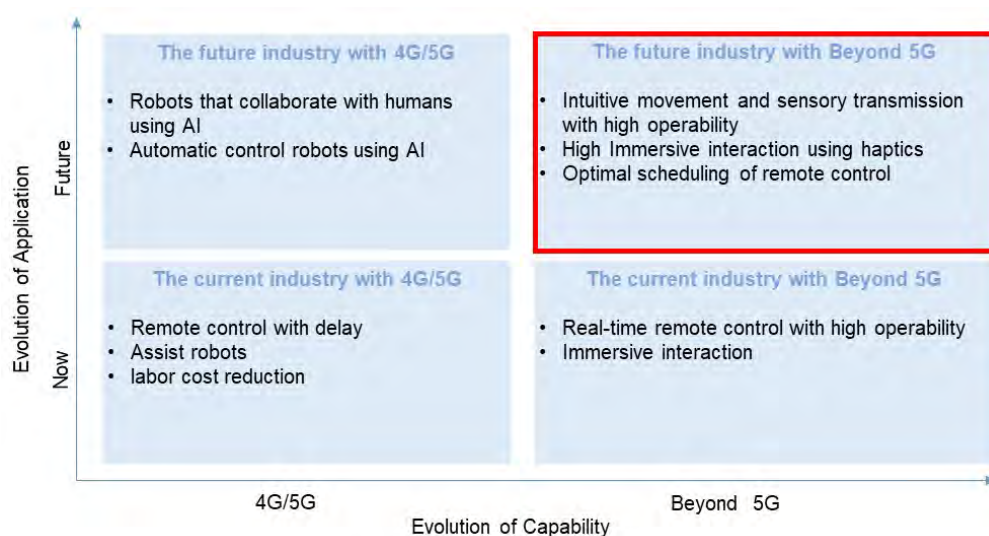 The future industry with 4G/5G
• Robots that collaborate with humans
using AI
• Automatic control robots using AI
The future industry with Beyond 5G
• Intuitive movement and sensory transmission
with high operability
• High Immersive interaction using haptics
• Optimal scheduling of remote control
The current industry with 4G/5G
• Remote control with delay
• Assist robots
• labor cost reduction
The current industry with Beyond 5G
• Real-time remote control with high operability
• Immersive interaction
Evolution of Application
Future
Now
4G/5G
Beyond 5G
Evolution of Capability